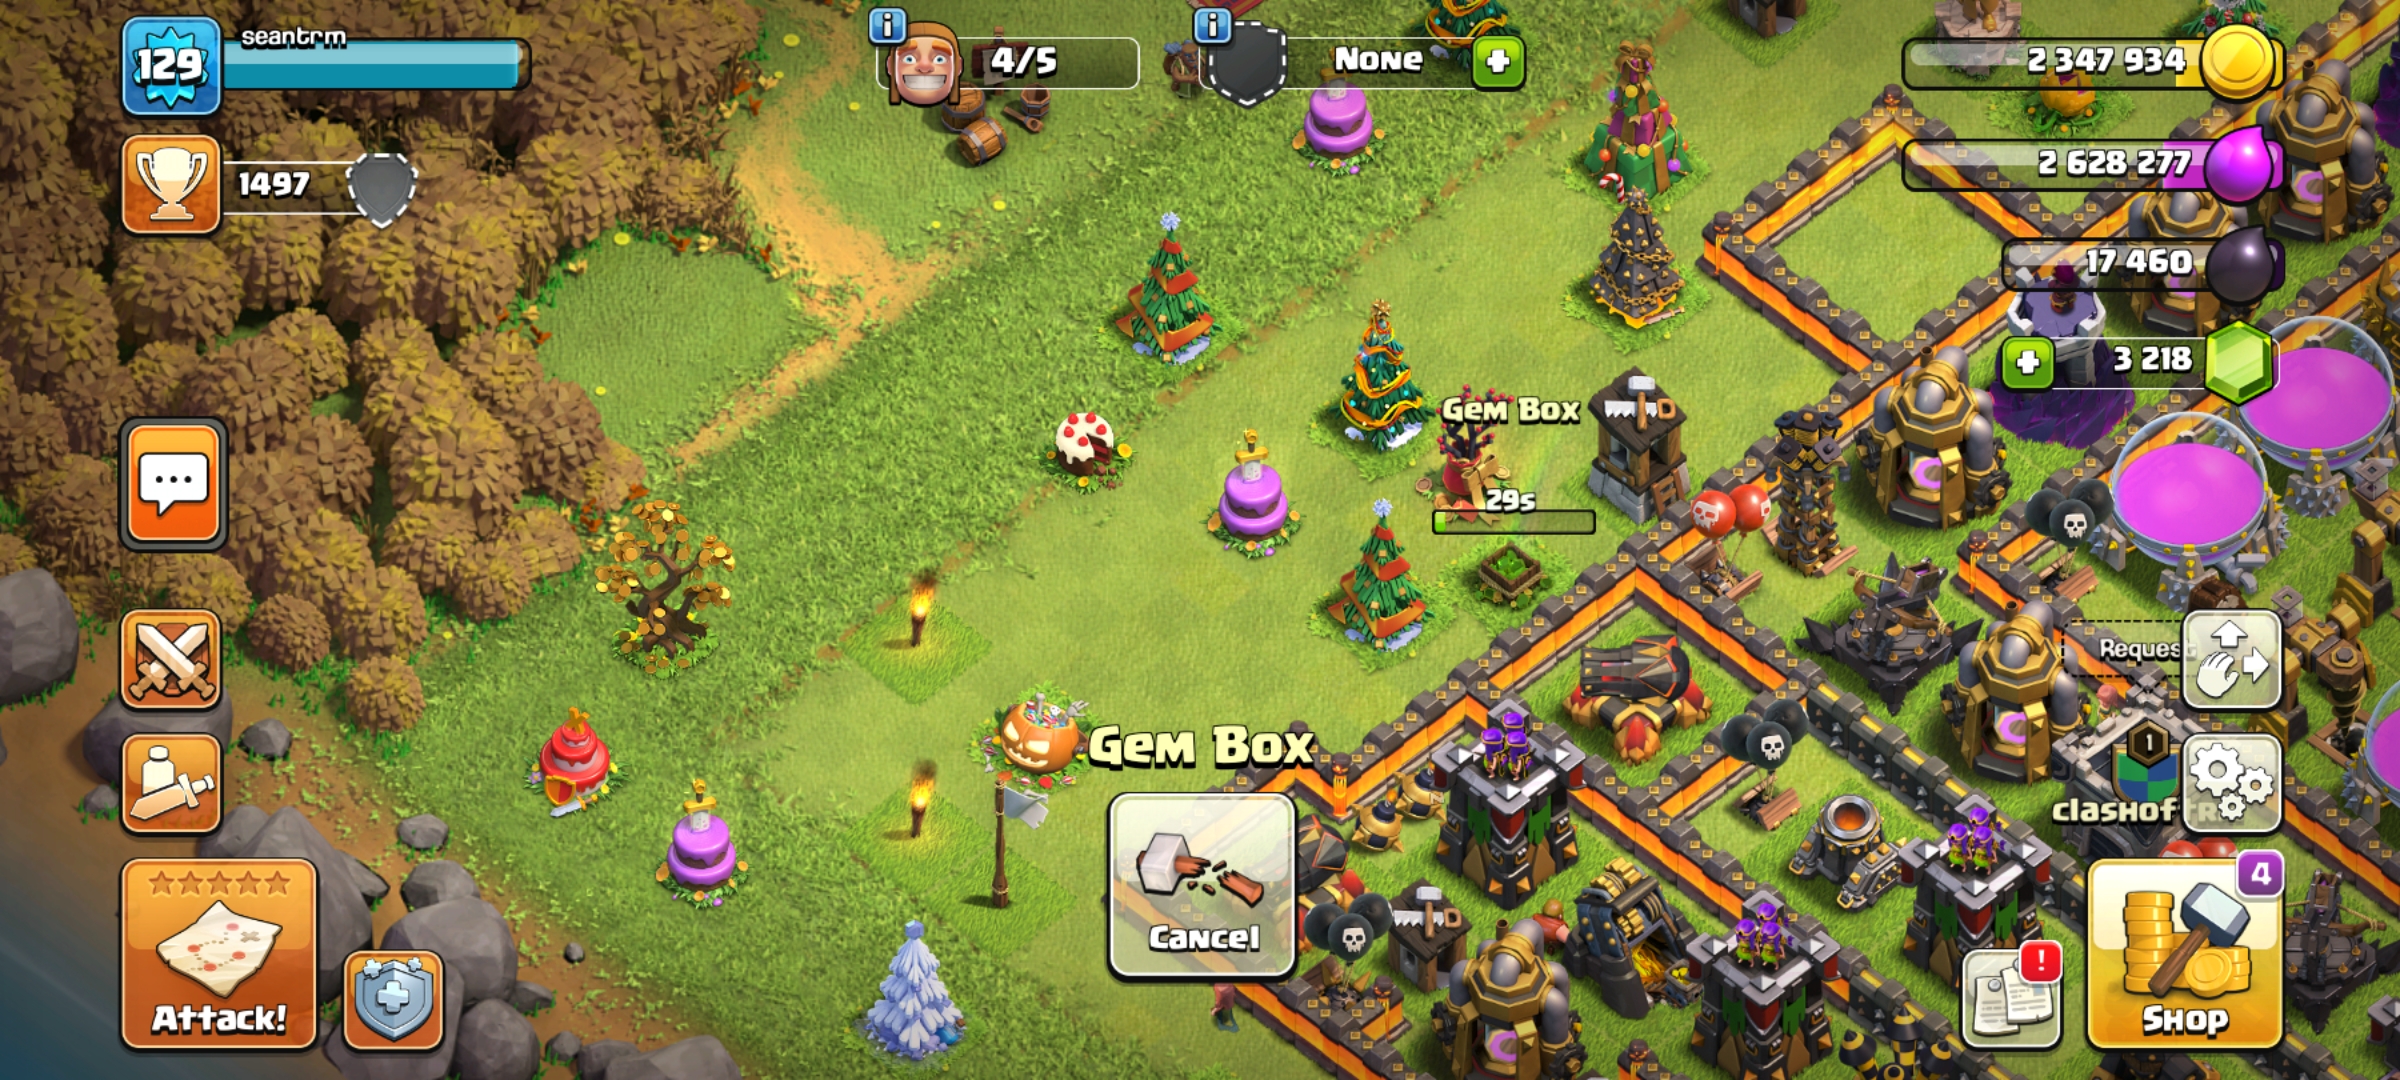 129
seantrm
4/5
None
2 347 934
1497
2 628 277
17 460
3 218
Gem Box
29s
Request
1
clashof
Gem Box
Cancel
4
!
Attack!
Shop